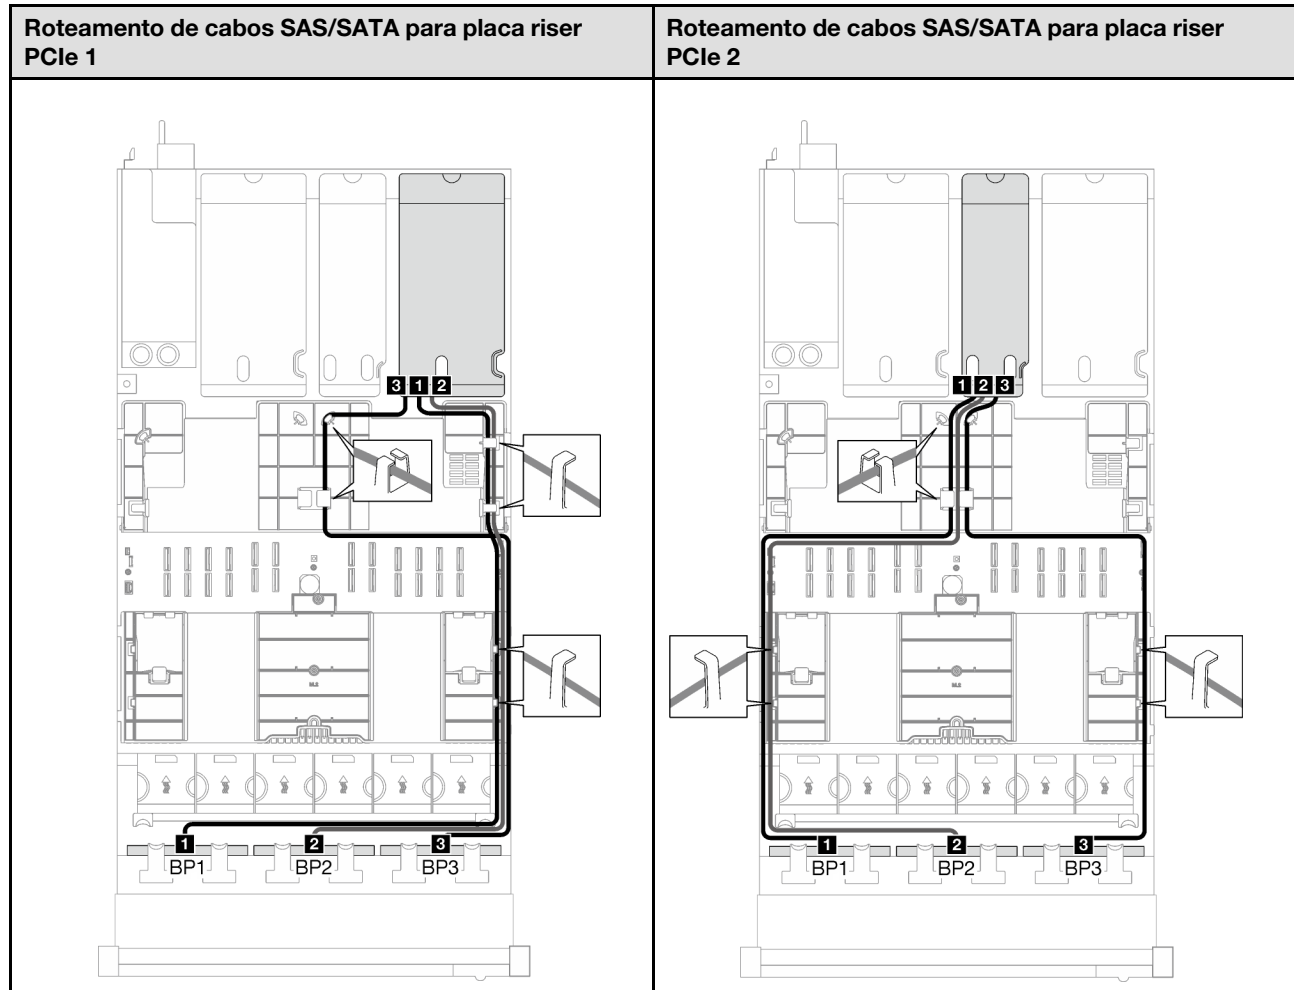 Roteamento de cabos SAS/SATA para placa riser
PCIe 1
Roteamento de cabos SAS/SATA para placa riser
PCIe 2
3 1 2
M.2
1 2 3
BP1 BP2 BP3
1 2 3
M.2
1 2 3
BP1 BP2 BP3